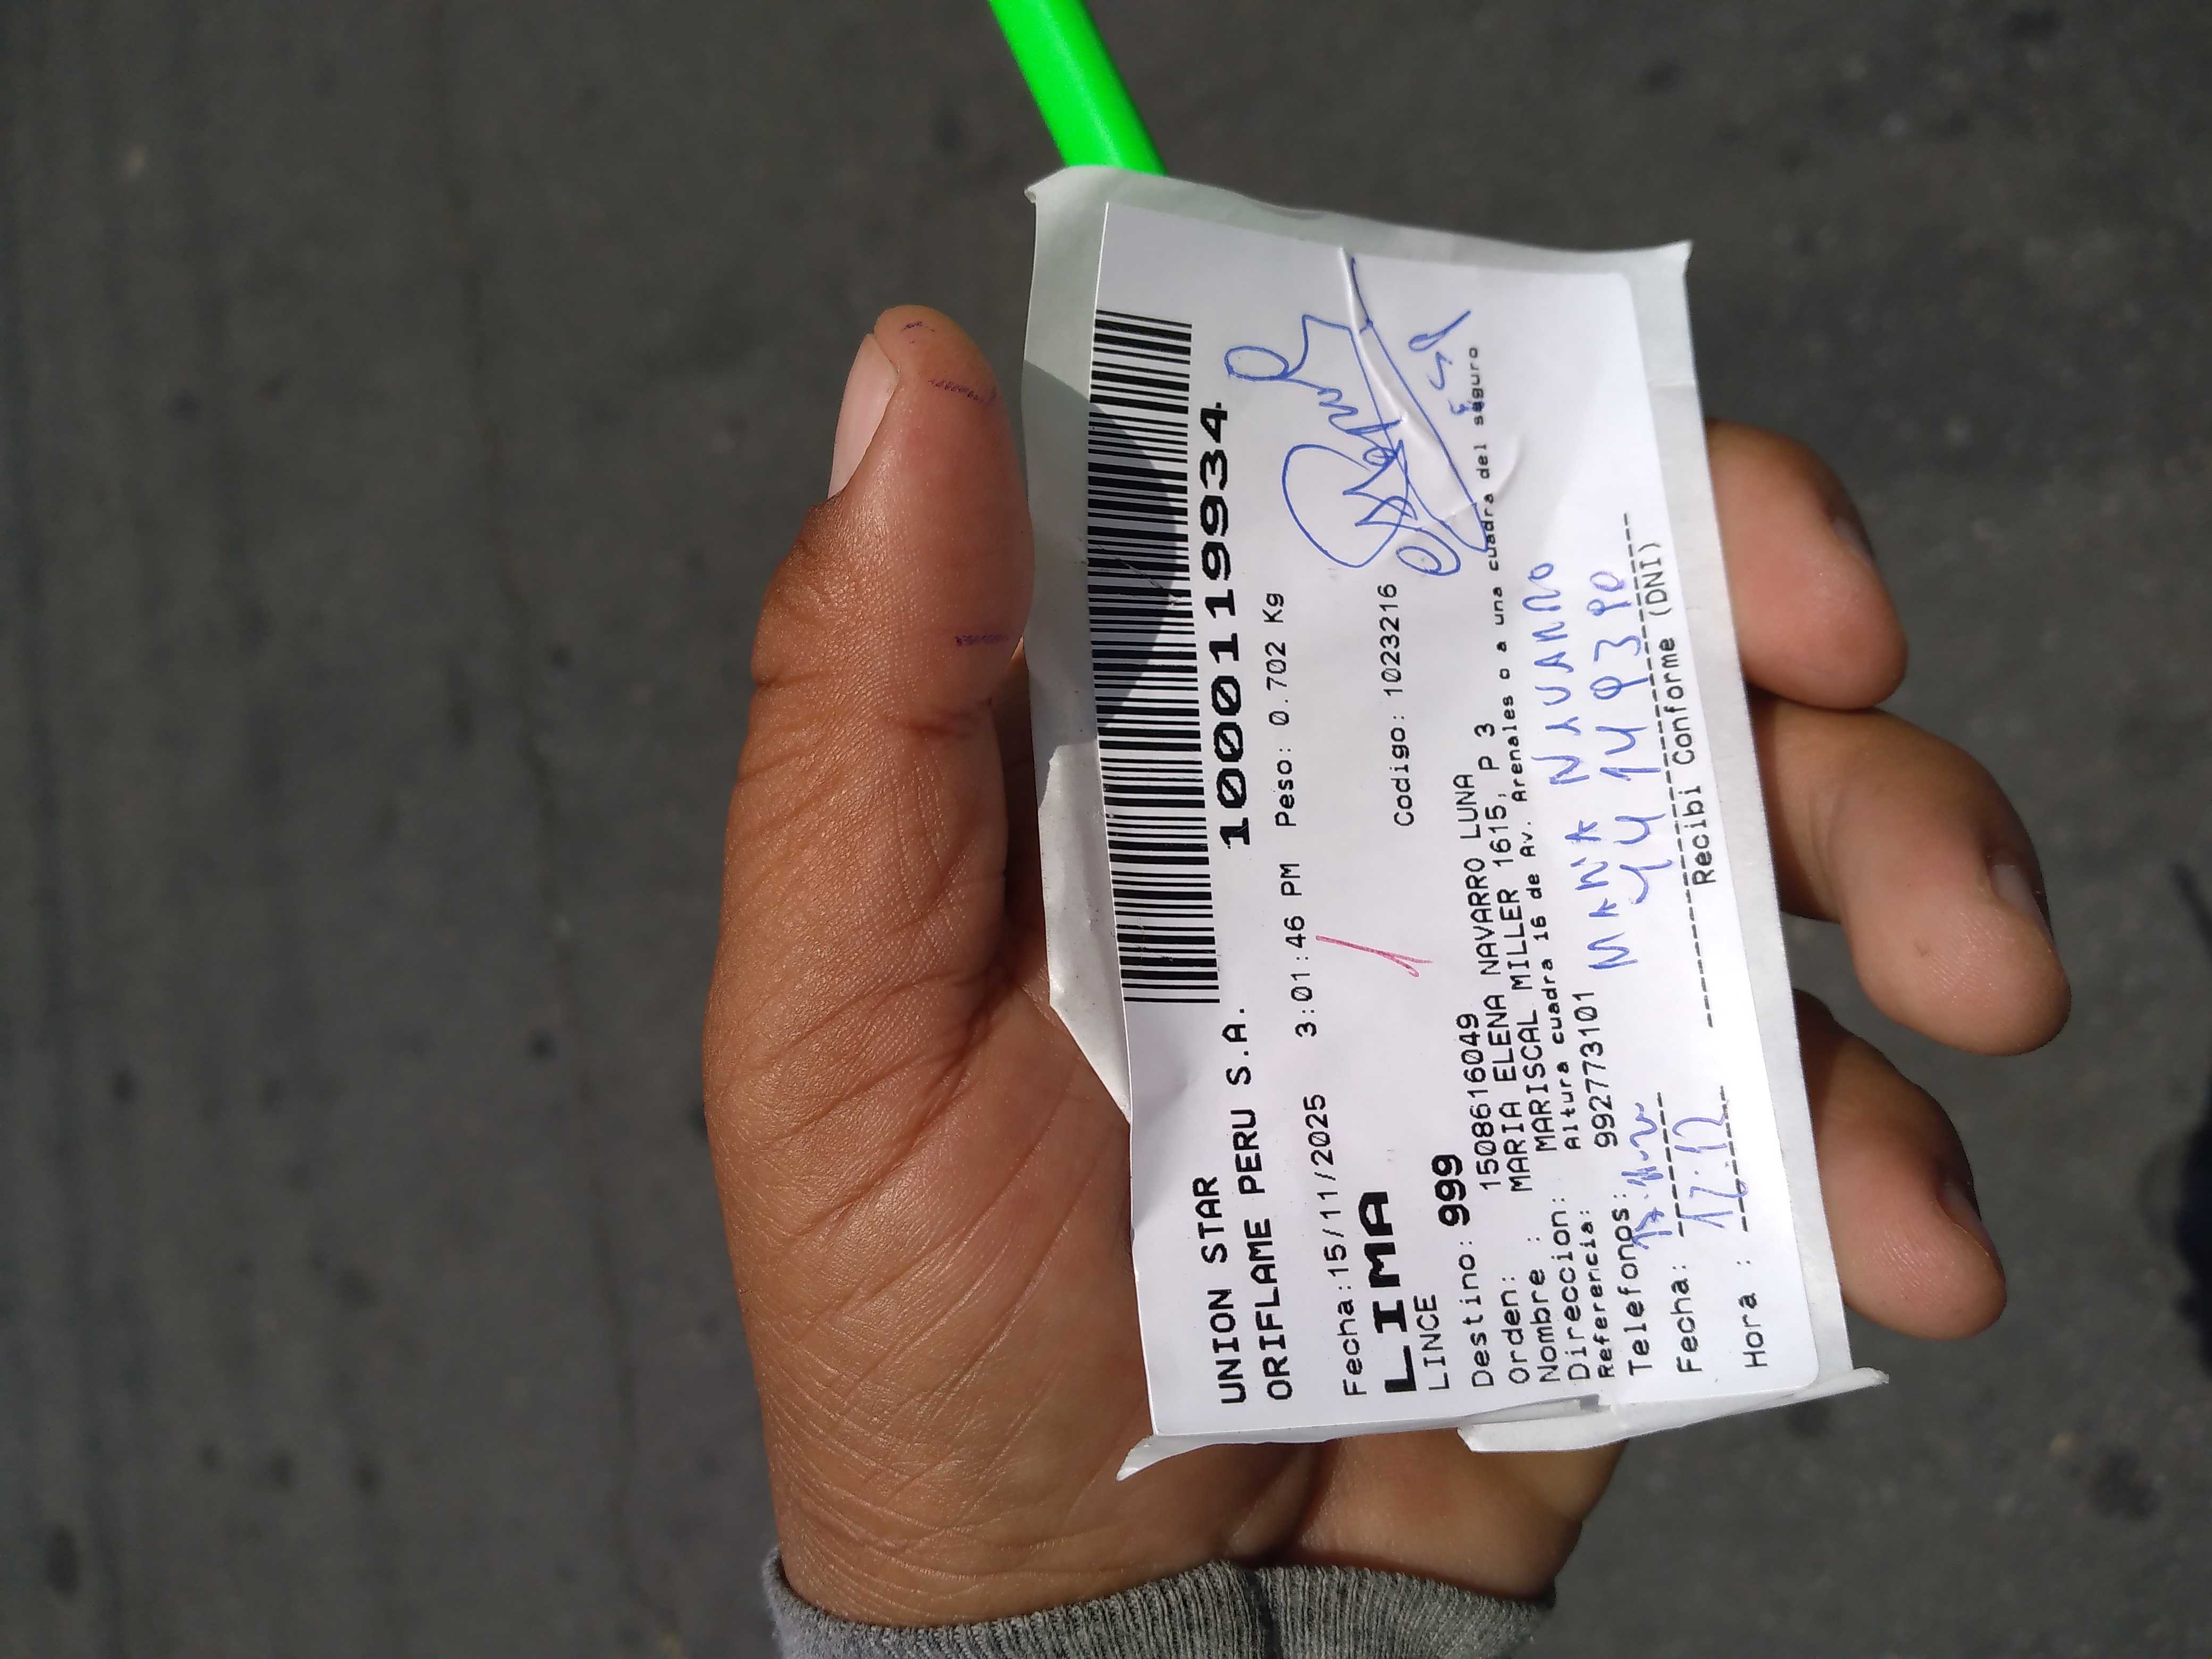 UNION STAR
ORIFLAME PERU S.A.
10001119934
Fecha:15/11/2025 3:01:46 PM Peso: 0.702 Kg
LIMA
LINCE
Destino: 999 Codigo: 1023216
Orden: 1508616049
Nombre : MARIA ELENA NAVARRO LUNA
Direccion: MARISCAL MILLER 1615, P 3
Referencia: Altura cuadra 16 de Av. Arenales o a una cuadra del seguro
Telefonos: 992773101
MARIA NAVARRO
Fecha:
Hora : 12:12
Recibi Conforme (DNI)